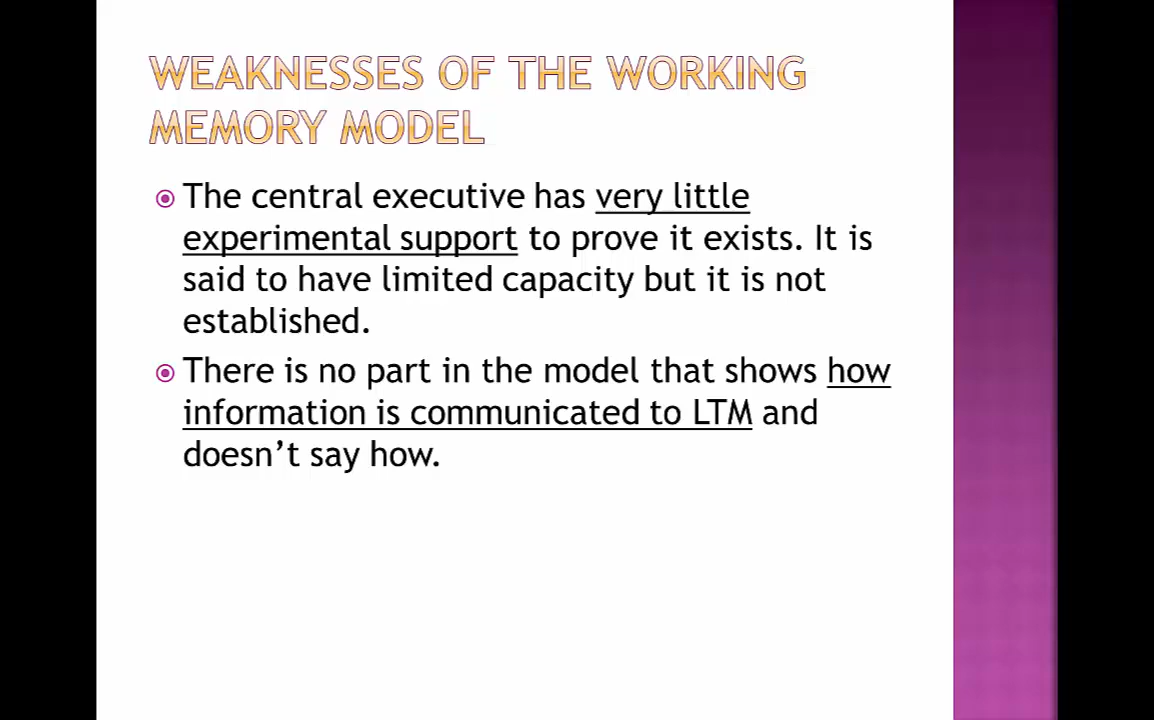 WEAKNESSES OF THE WORKING
MEMORY MODEL
The central executive has very little
experimental support to prove it exists. It is
said to have limited capacity but it is not
established.
There is no part in the model that shows how
information is communicated to LTM and
doesn’t say how.